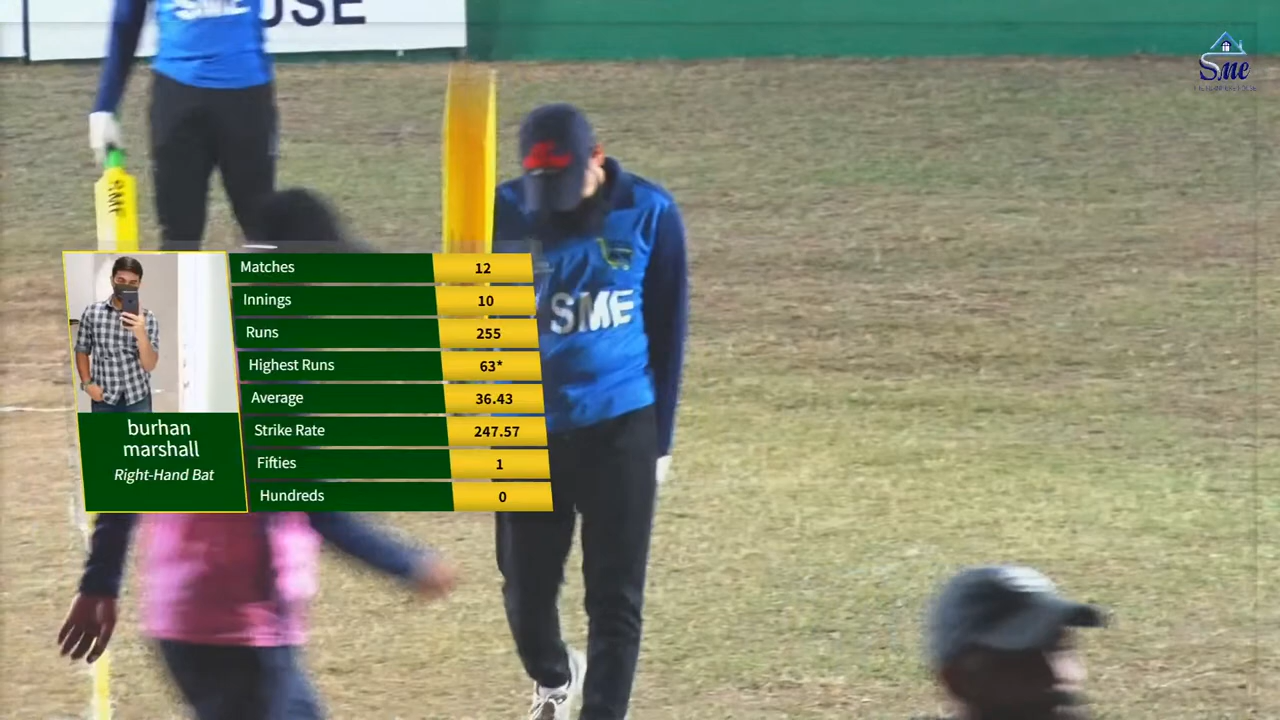 SME
USE
Sme
SME
SME
Matches 12
Innings 10
Runs 255
Highest Runs 63*
Average 36.43
Strike Rate 247.57
Fifties 1
Hundreds 0
burhan
marshall
Right-Hand Bat